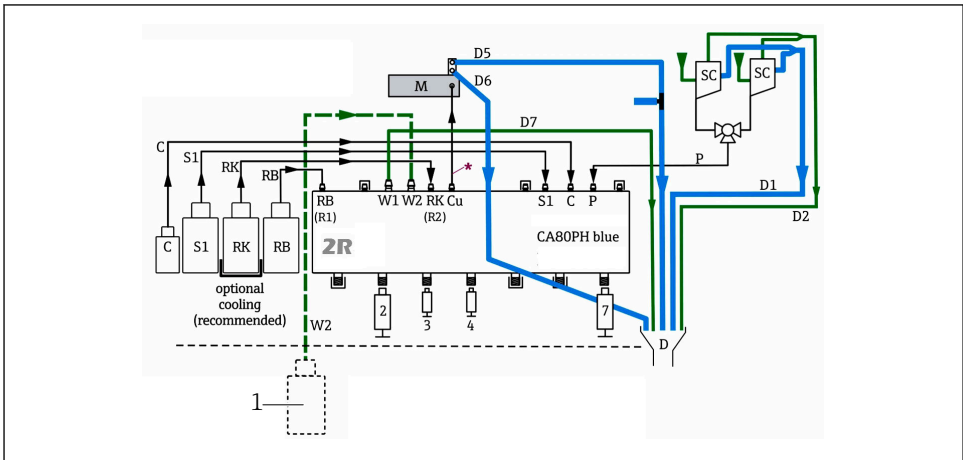 D5
SC
SC
D6
M
D7
C
S1
*
P
RK
RB
D1
RB
W1
W2
RK
Cu
S1
C
P
(R1)
(R2)
D2
2R
CA80PH blue
C
S1
RK
RB
optional
cooling
(recommended)
2
3
4
7
W2
D
1